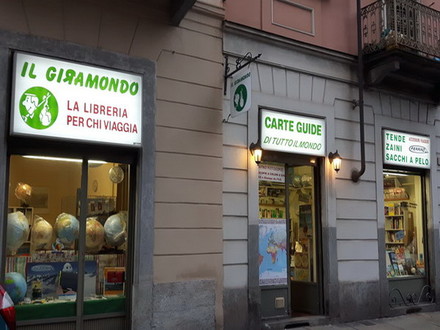 IL GIRAMONDO
LA LIBRERIA
PER CHI VIAGGIA
CARTE GUIDE
DI TUTTO IL MONDO
TENDE
ZAINI
SACCHI A PELO